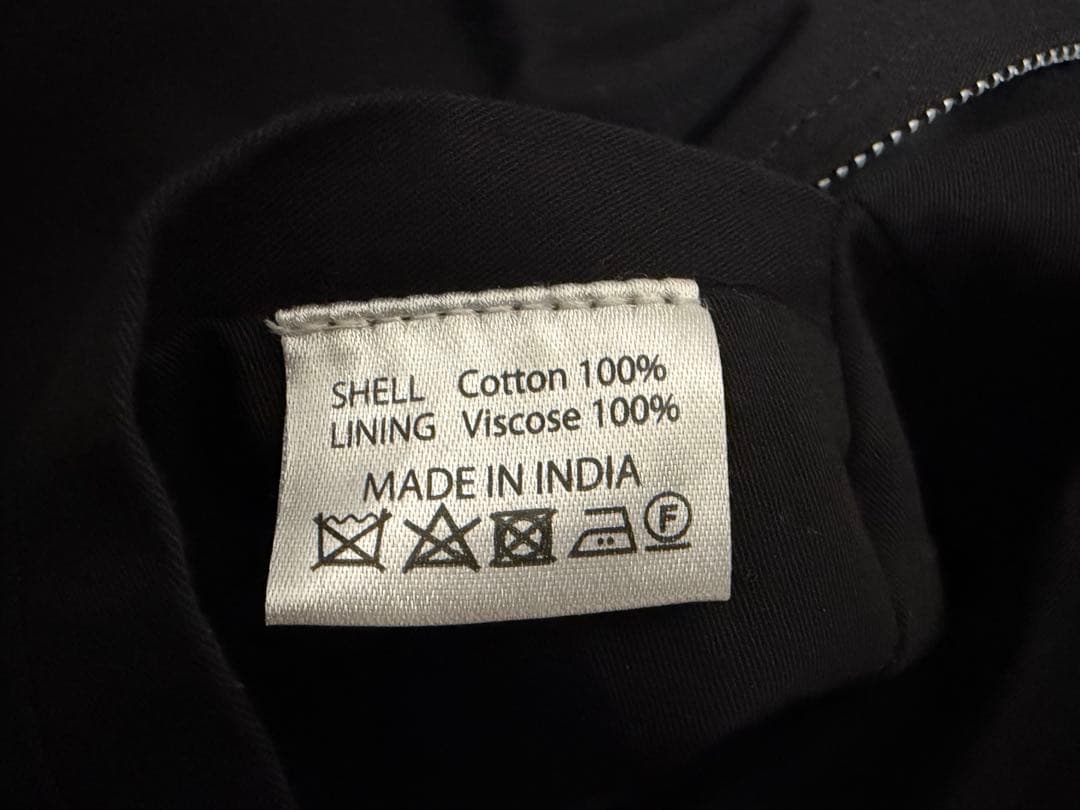 SHELL Cotton 100%
LINING Viscose 100%
MADE IN INDIA
F